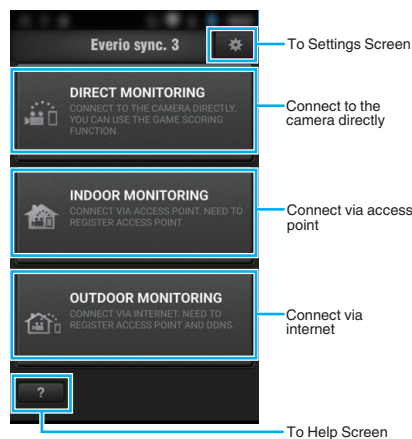 Everio sync. 3
To Settings Screen
DIRECT MONITORING
CONNECT TO THE CAMERA DIRECTLY.
YOU CAN USE THE GAME SCORING
FUNCTION.
Connect to the
camera directly
INDOOR MONITORING
CONNECT VIA ACCESS POINT. NEED TO
REGISTER ACCESS POINT.
Connect via access
point
OUTDOOR MONITORING
CONNECT VIA INTERNET. NEED TO
REGISTER ACCESS POINT AND DDNS.
Connect via
internet
?
To Help Screen